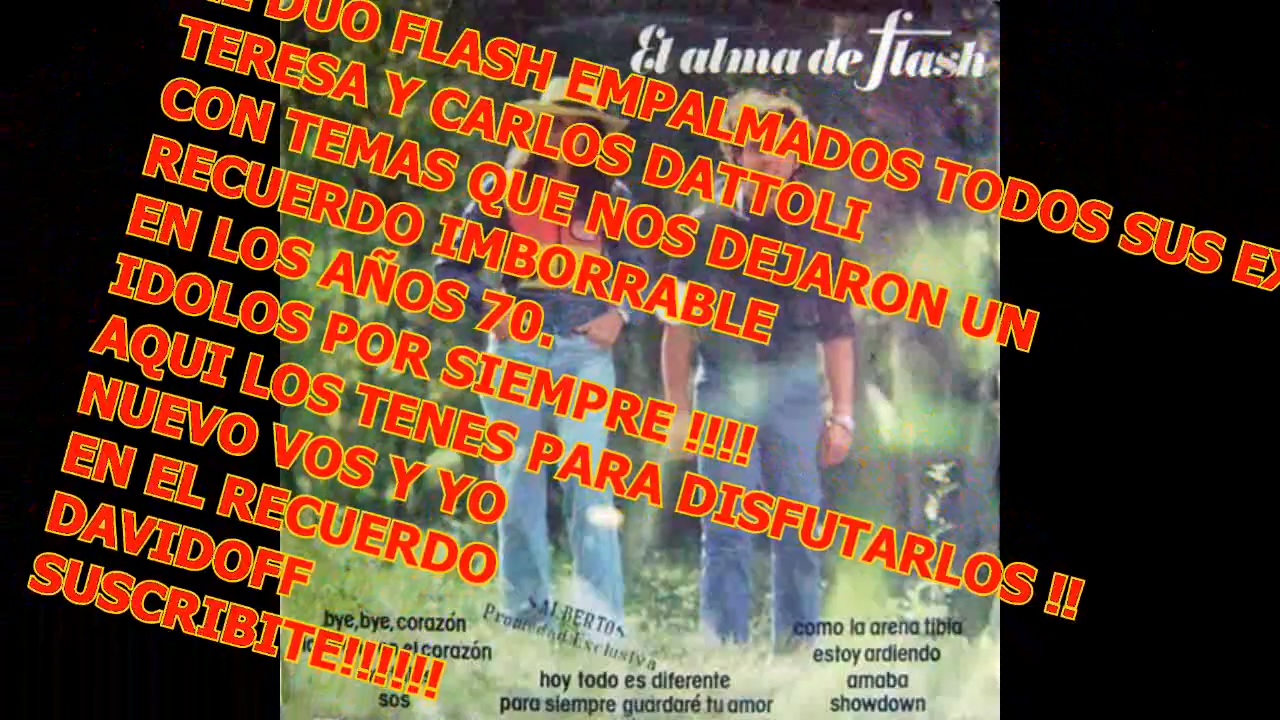 EL DUO FLASH EMPALMADOS TODOS SUS EX
TERESA Y CARLOS DATTOLI
CON TEMAS QUE NOS DEJARON UN
RECUERDO IMBORRABLE
EN LOS AÑOS 70.
IDOLOS POR SIEMPRE !!!!
AQUI LOS TENES PARA DISFUTARLOS !!
NUEVO VOS Y YO
EN EL RECUERDO
DAVIDOFF
SUSCRIBITE!!!!!!
El alma de flash
bye, bye, corazón
el corazón
sos
SALBERTOS
Propiedad Exclusiva
hoy todo es diferente
para siempre guardaré tu amor
como la arena tibia
estoy ardiendo
amaba
showdown